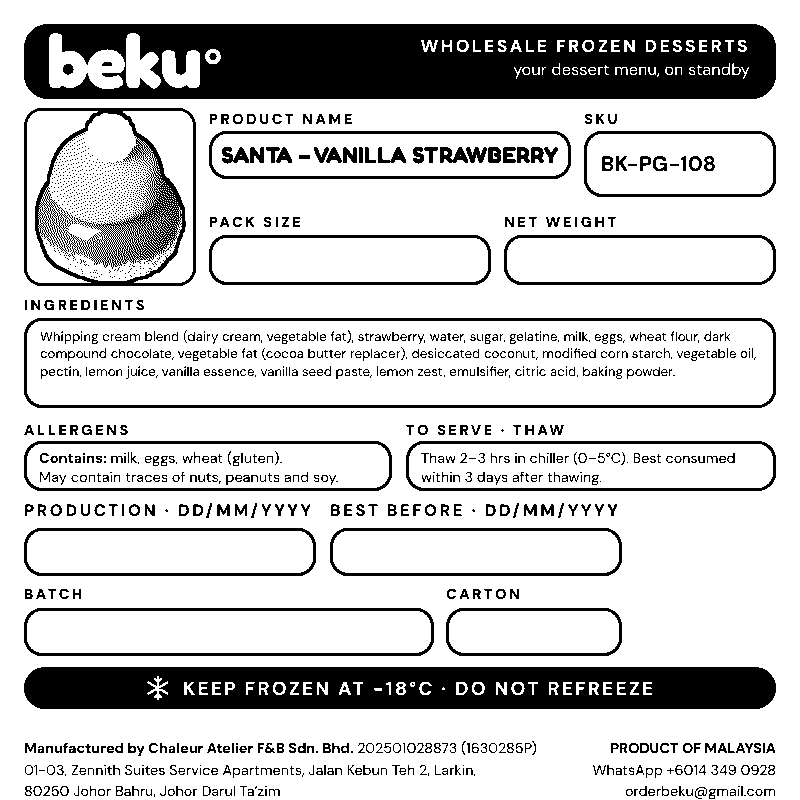 beku°
WHOLESALE FROZEN DESSERTS
your dessert menu, on standby
PRODUCT NAME
SKU
SANTA – VANILLA STRAWBERRY
BK-PG-108
PACK SIZE
NET WEIGHT
INGREDIENTS
Whipping cream blend (dairy cream, vegetable fat), strawberry, water, sugar, gelatine, milk, eggs, wheat flour, dark
compound chocolate, vegetable fat (cocoa butter replacer), desiccated coconut, modified corn starch, vegetable oil,
pectin, lemon juice, vanilla essence, vanilla seed paste, lemon zest, emulsifier, citric acid, baking powder.
ALLERGENS
TO SERVE · THAW
Contains: milk, eggs, wheat (gluten).
May contain traces of nuts, peanuts and soy.
Thaw 2–3 hrs in chiller (0–5°C). Best consumed
within 3 days after thawing.
PRODUCTION · DD/MM/YYYY
BEST BEFORE · DD/MM/YYYY
BATCH
CARTON
KEEP FROZEN AT -18°C · DO NOT REFREEZE
Manufactured by Chaleur Atelier F&B Sdn. Bhd. 202501028873 (1630286P)
01-03, Zennith Suites Service Apartments, Jalan Kebun Teh 2, Larkin,
80250 Johor Bahru, Johor Darul Ta'zim
PRODUCT OF MALAYSIA
WhatsApp +6014 349 0928
orderbeku@gmail.com